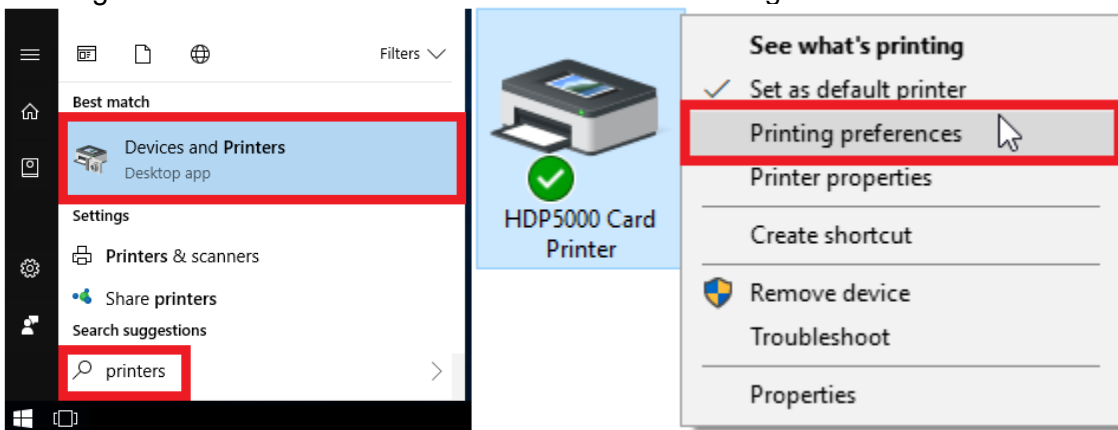 Filters
Best match
Devices and Printers
Desktop app
Settings
Printers & scanners
Share printers
Search suggestions
printers
HDP5000 Card
Printer
See what's printing
Set as default printer
Printing preferences
Printer properties
Create shortcut
Remove device
Troubleshoot
Properties